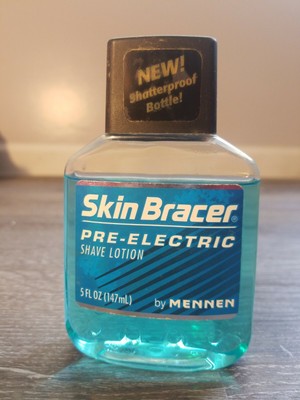 NEW!
Shatterproof
Bottle!
Skin Bracer®
PRE-ELECTRIC
SHAVE LOTION
5 FL OZ (147mL)
by MENNEN